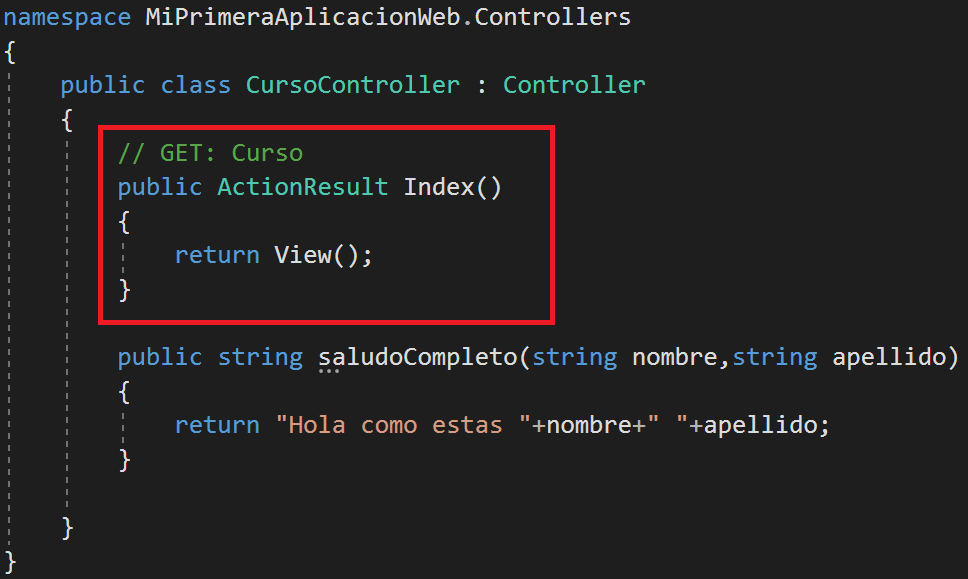 namespace MiPrimeraAplicacionWeb.Controllers
{
public class CursoController : Controller
{
// GET: Curso
public ActionResult Index()
{
return View();
}
public string saludoCompleto(string nombre,string apellido)
{
return "Hola como estas "+nombre+" "+apellido;
}
}
}